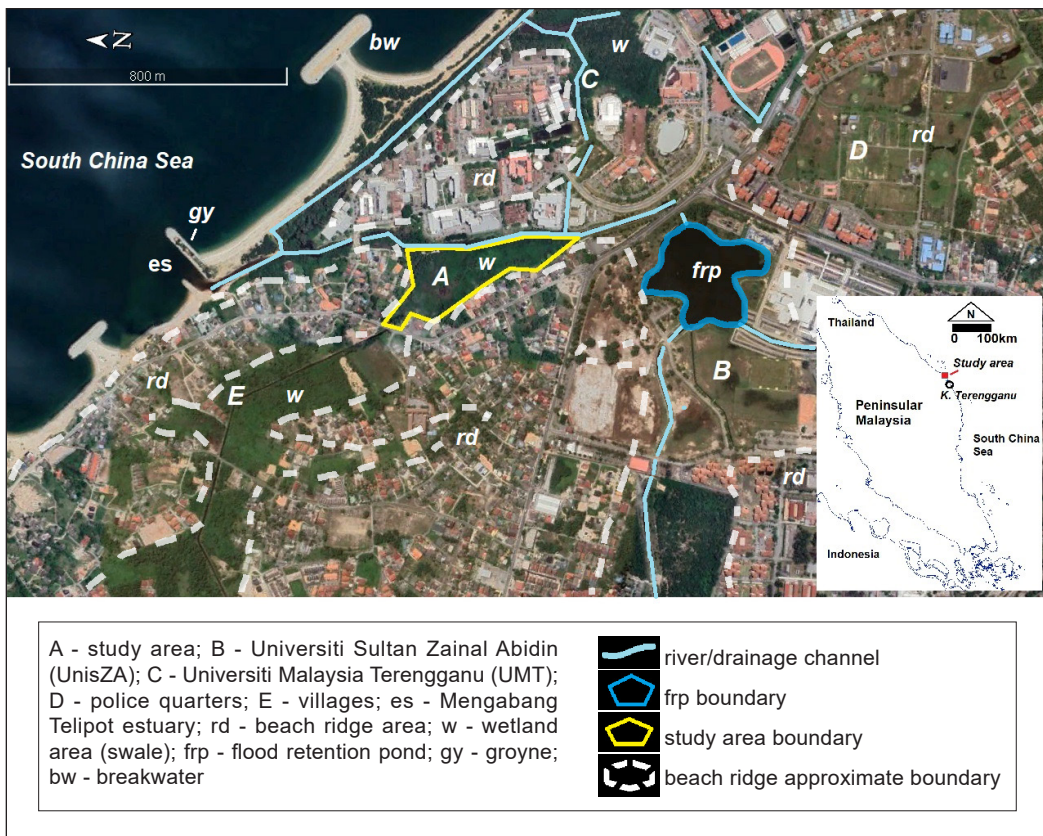 N
bw
w
800 m
C
South China Sea
D
rd
rd
gy
es
A
w
frp
rd
E
w
B
rd
rd
N
0 100km
Thailand
Study area
K. Terengganu
Peninsular
Malaysia
South China
Sea
Indonesia
A - study area; B - Universiti Sultan Zainal Abidin
(UnisZA); C - Universiti Malaysia Terengganu (UMT);
D - police quarters; E - villages; es - Mengabang
Telipot estuary; rd - beach ridge area; w - wetland
area (swale); frp - flood retention pond; gy - groyne;
bw - breakwater
river/drainage channel
frp boundary
study area boundary
beach ridge approximate boundary